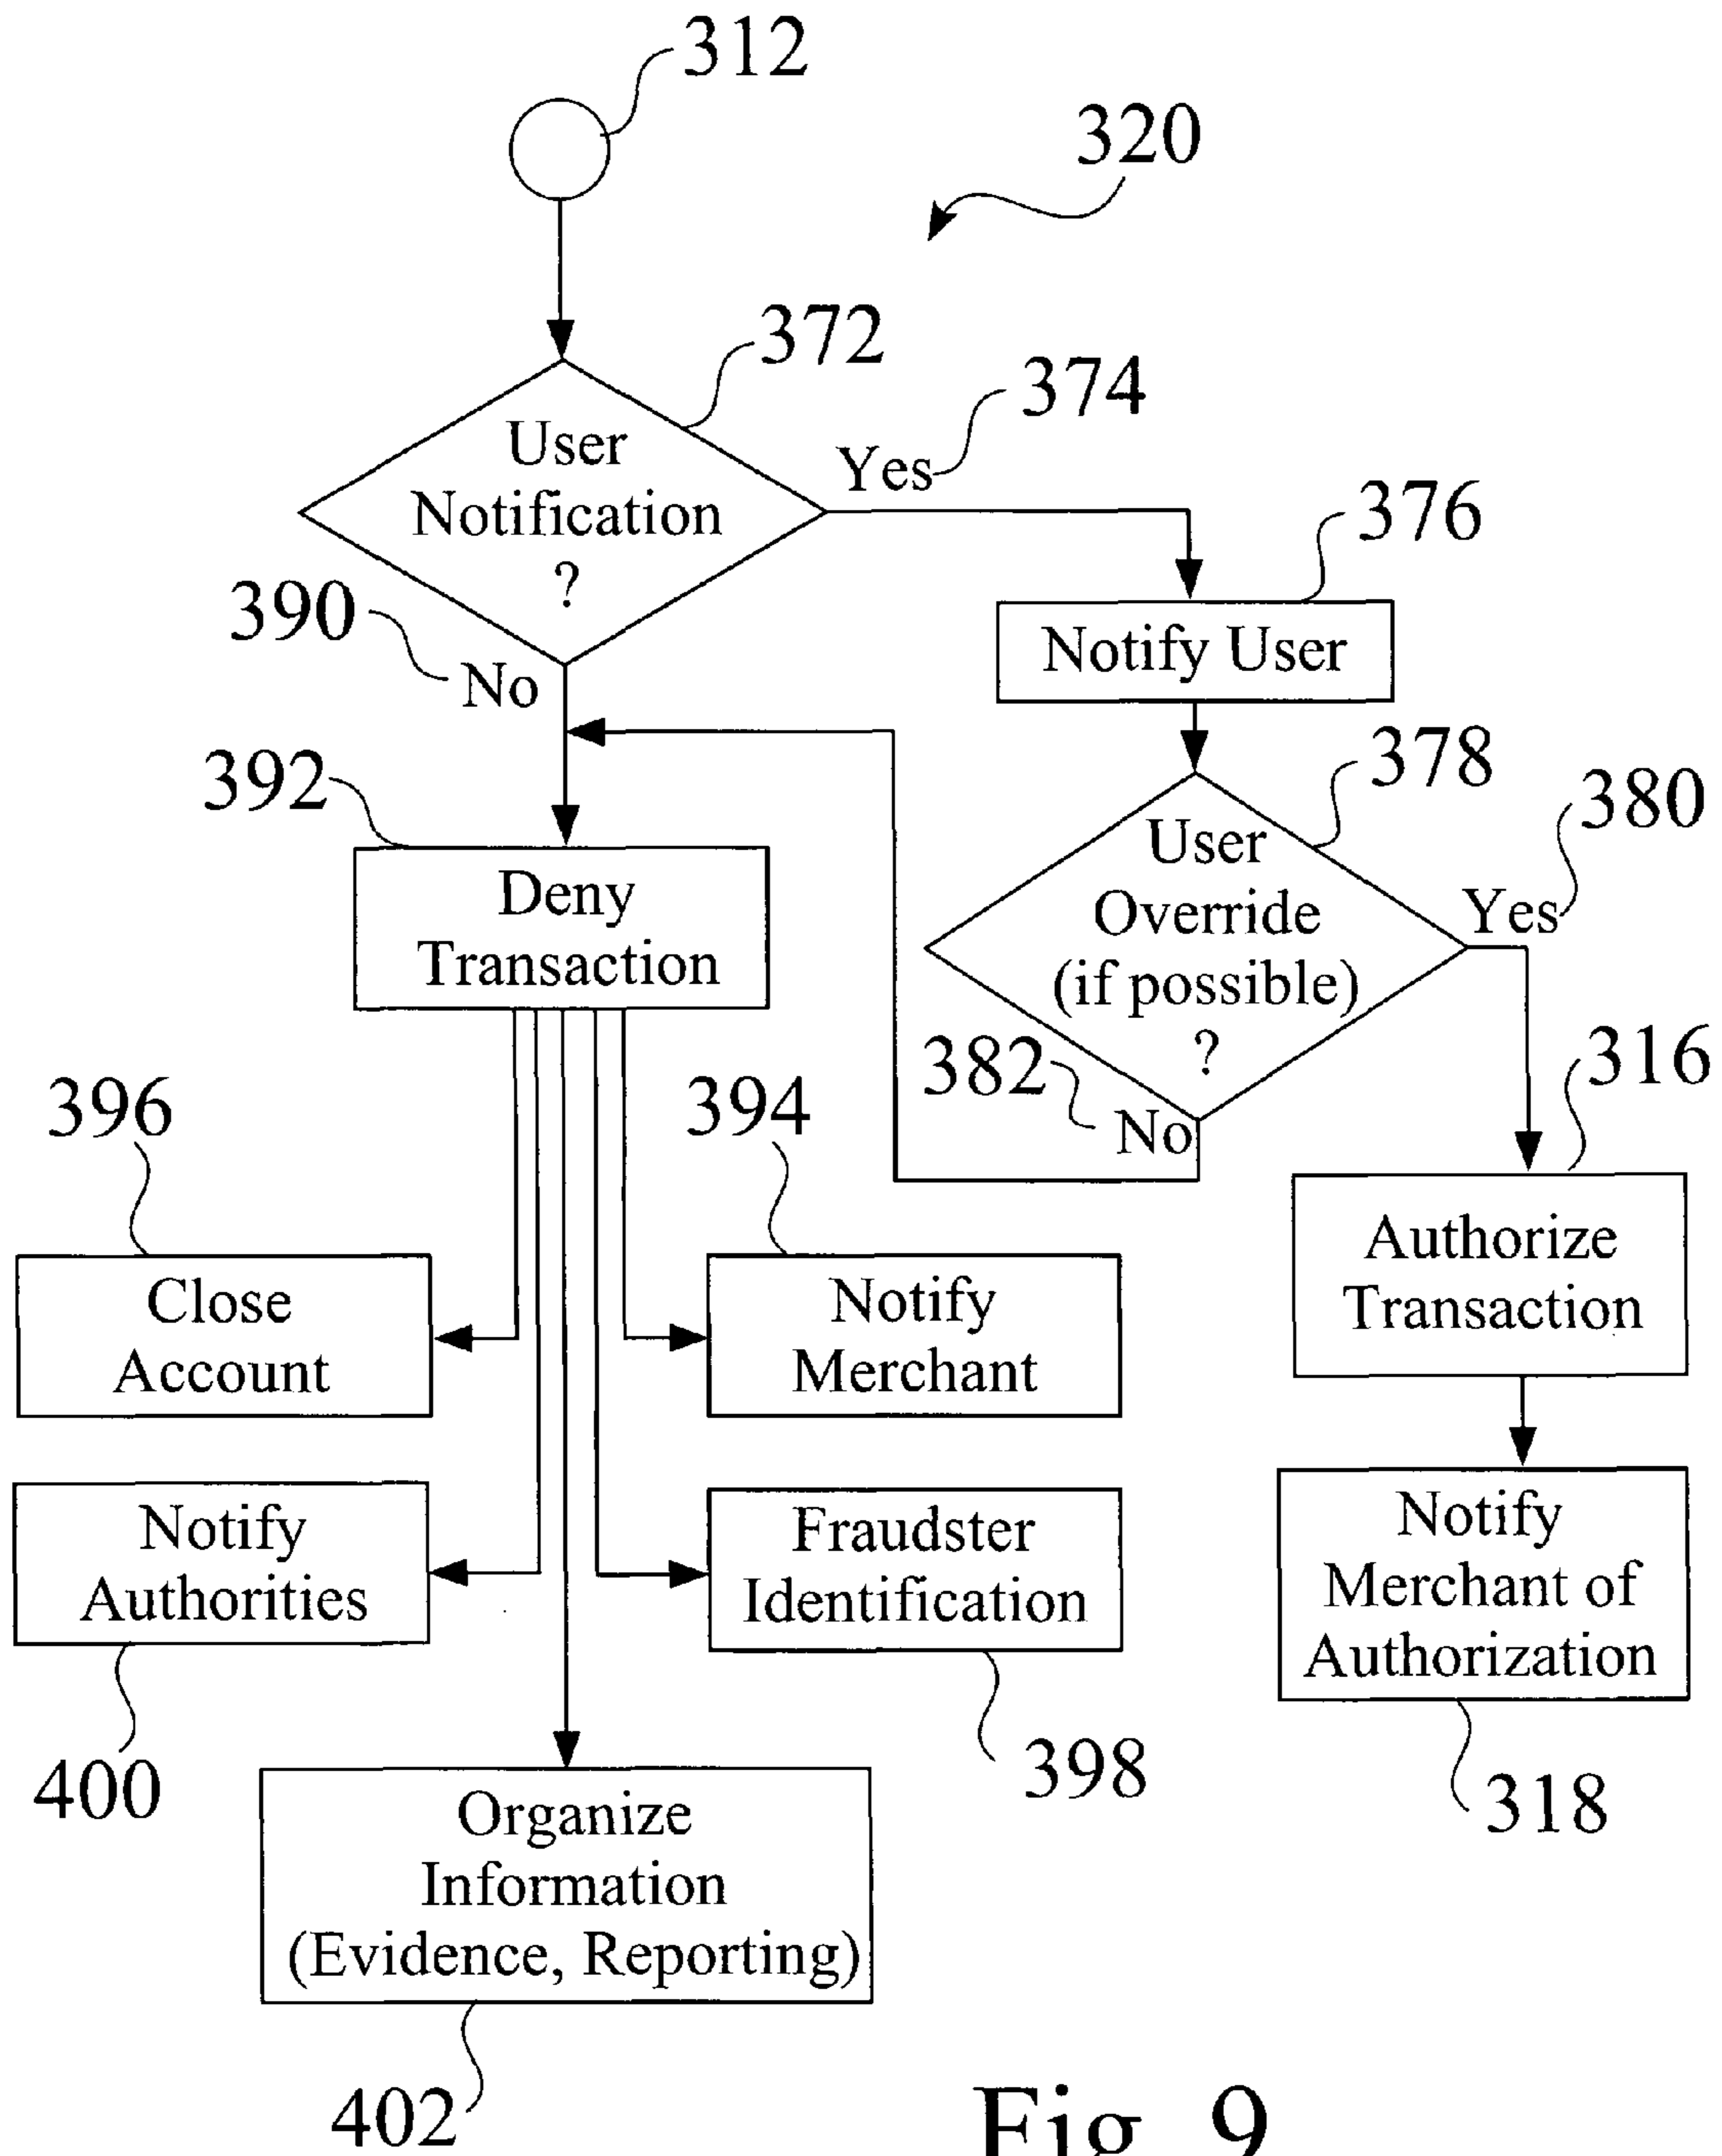 312
320
372
374
User
Notification
?
Yes
376
390
No
Notify User
392
378
380
Deny
Transaction
User
Override
(if possible)
?
Yes
382
No
316
396
394
Close
Account
Notify
Merchant
Authorize
Transaction
Notify
Authorities
Fraudster
Identification
Notify
Merchant of
Authorization
400
398
318
Organize
Information
(Evidence, Reporting)
402
Fig. 9